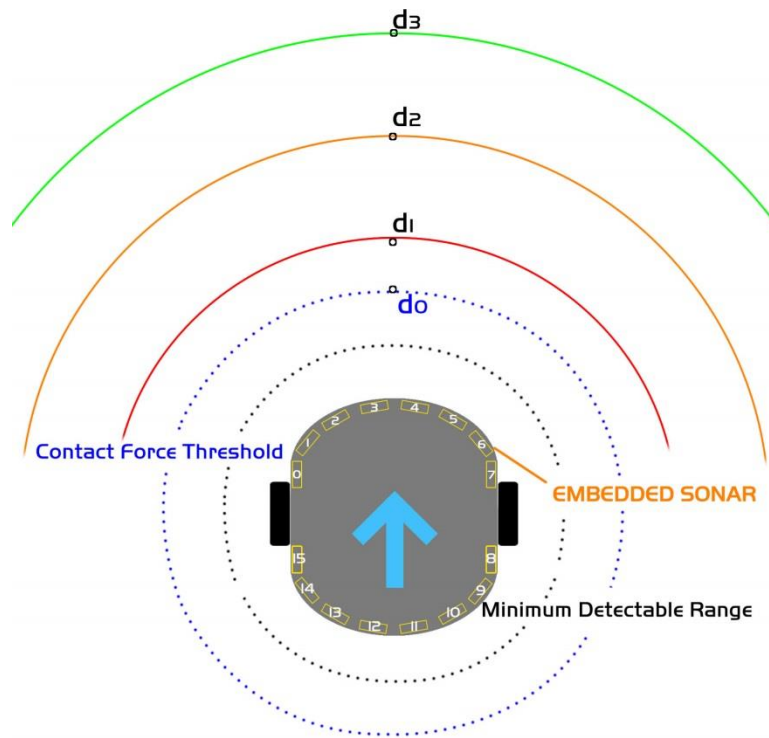 d3
d2
d1
d0
3
4
2
5
1
6
Contact Force Threshold
0
7
EMBEDDED SONAR
15
8
14
9
13
10
Minimum Detectable Range
12
11